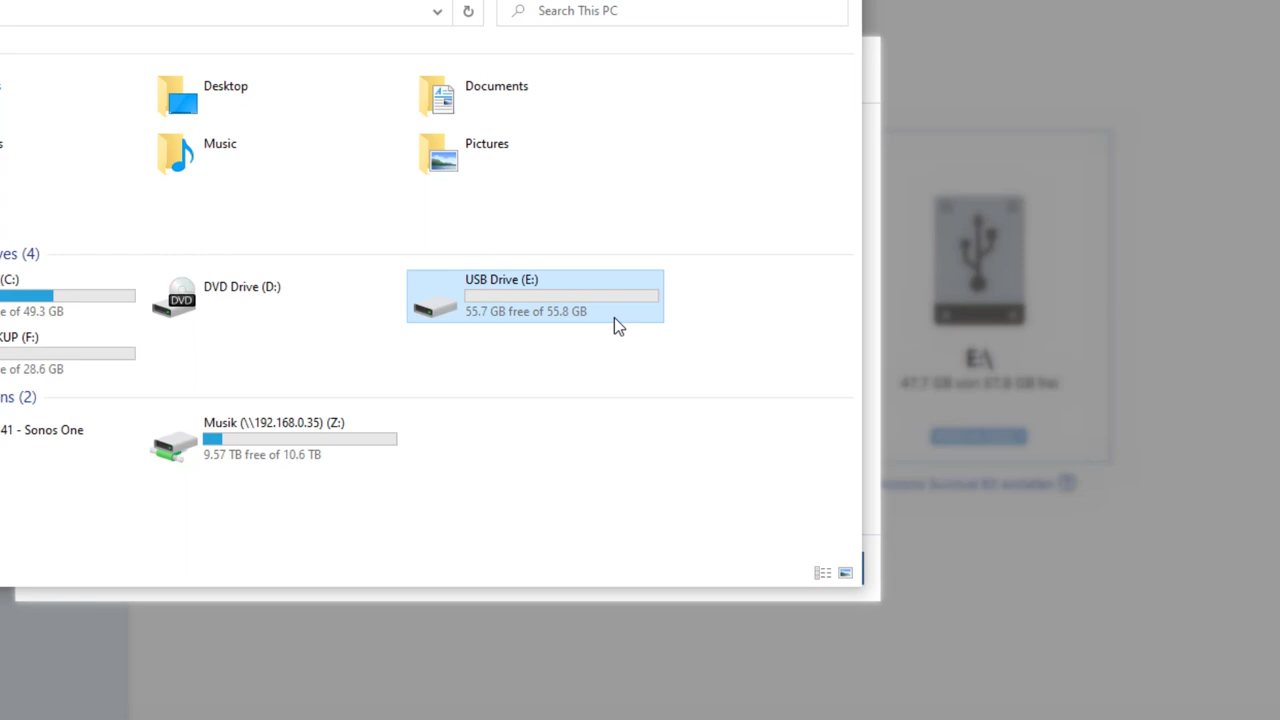 Search This PC
Desktop
Documents
Music
Pictures
ves (4)
(C:)
DVD Drive (D:)
USB Drive (E:)
e of 49.3 GB
55.7 GB free of 55.8 GB
KUP (F:)
e of 28.6 GB
ns (2)
41 - Sonos One
Musik (\\192.168.0.35) (Z:)
9.57 TB free of 10.6 TB
E:\